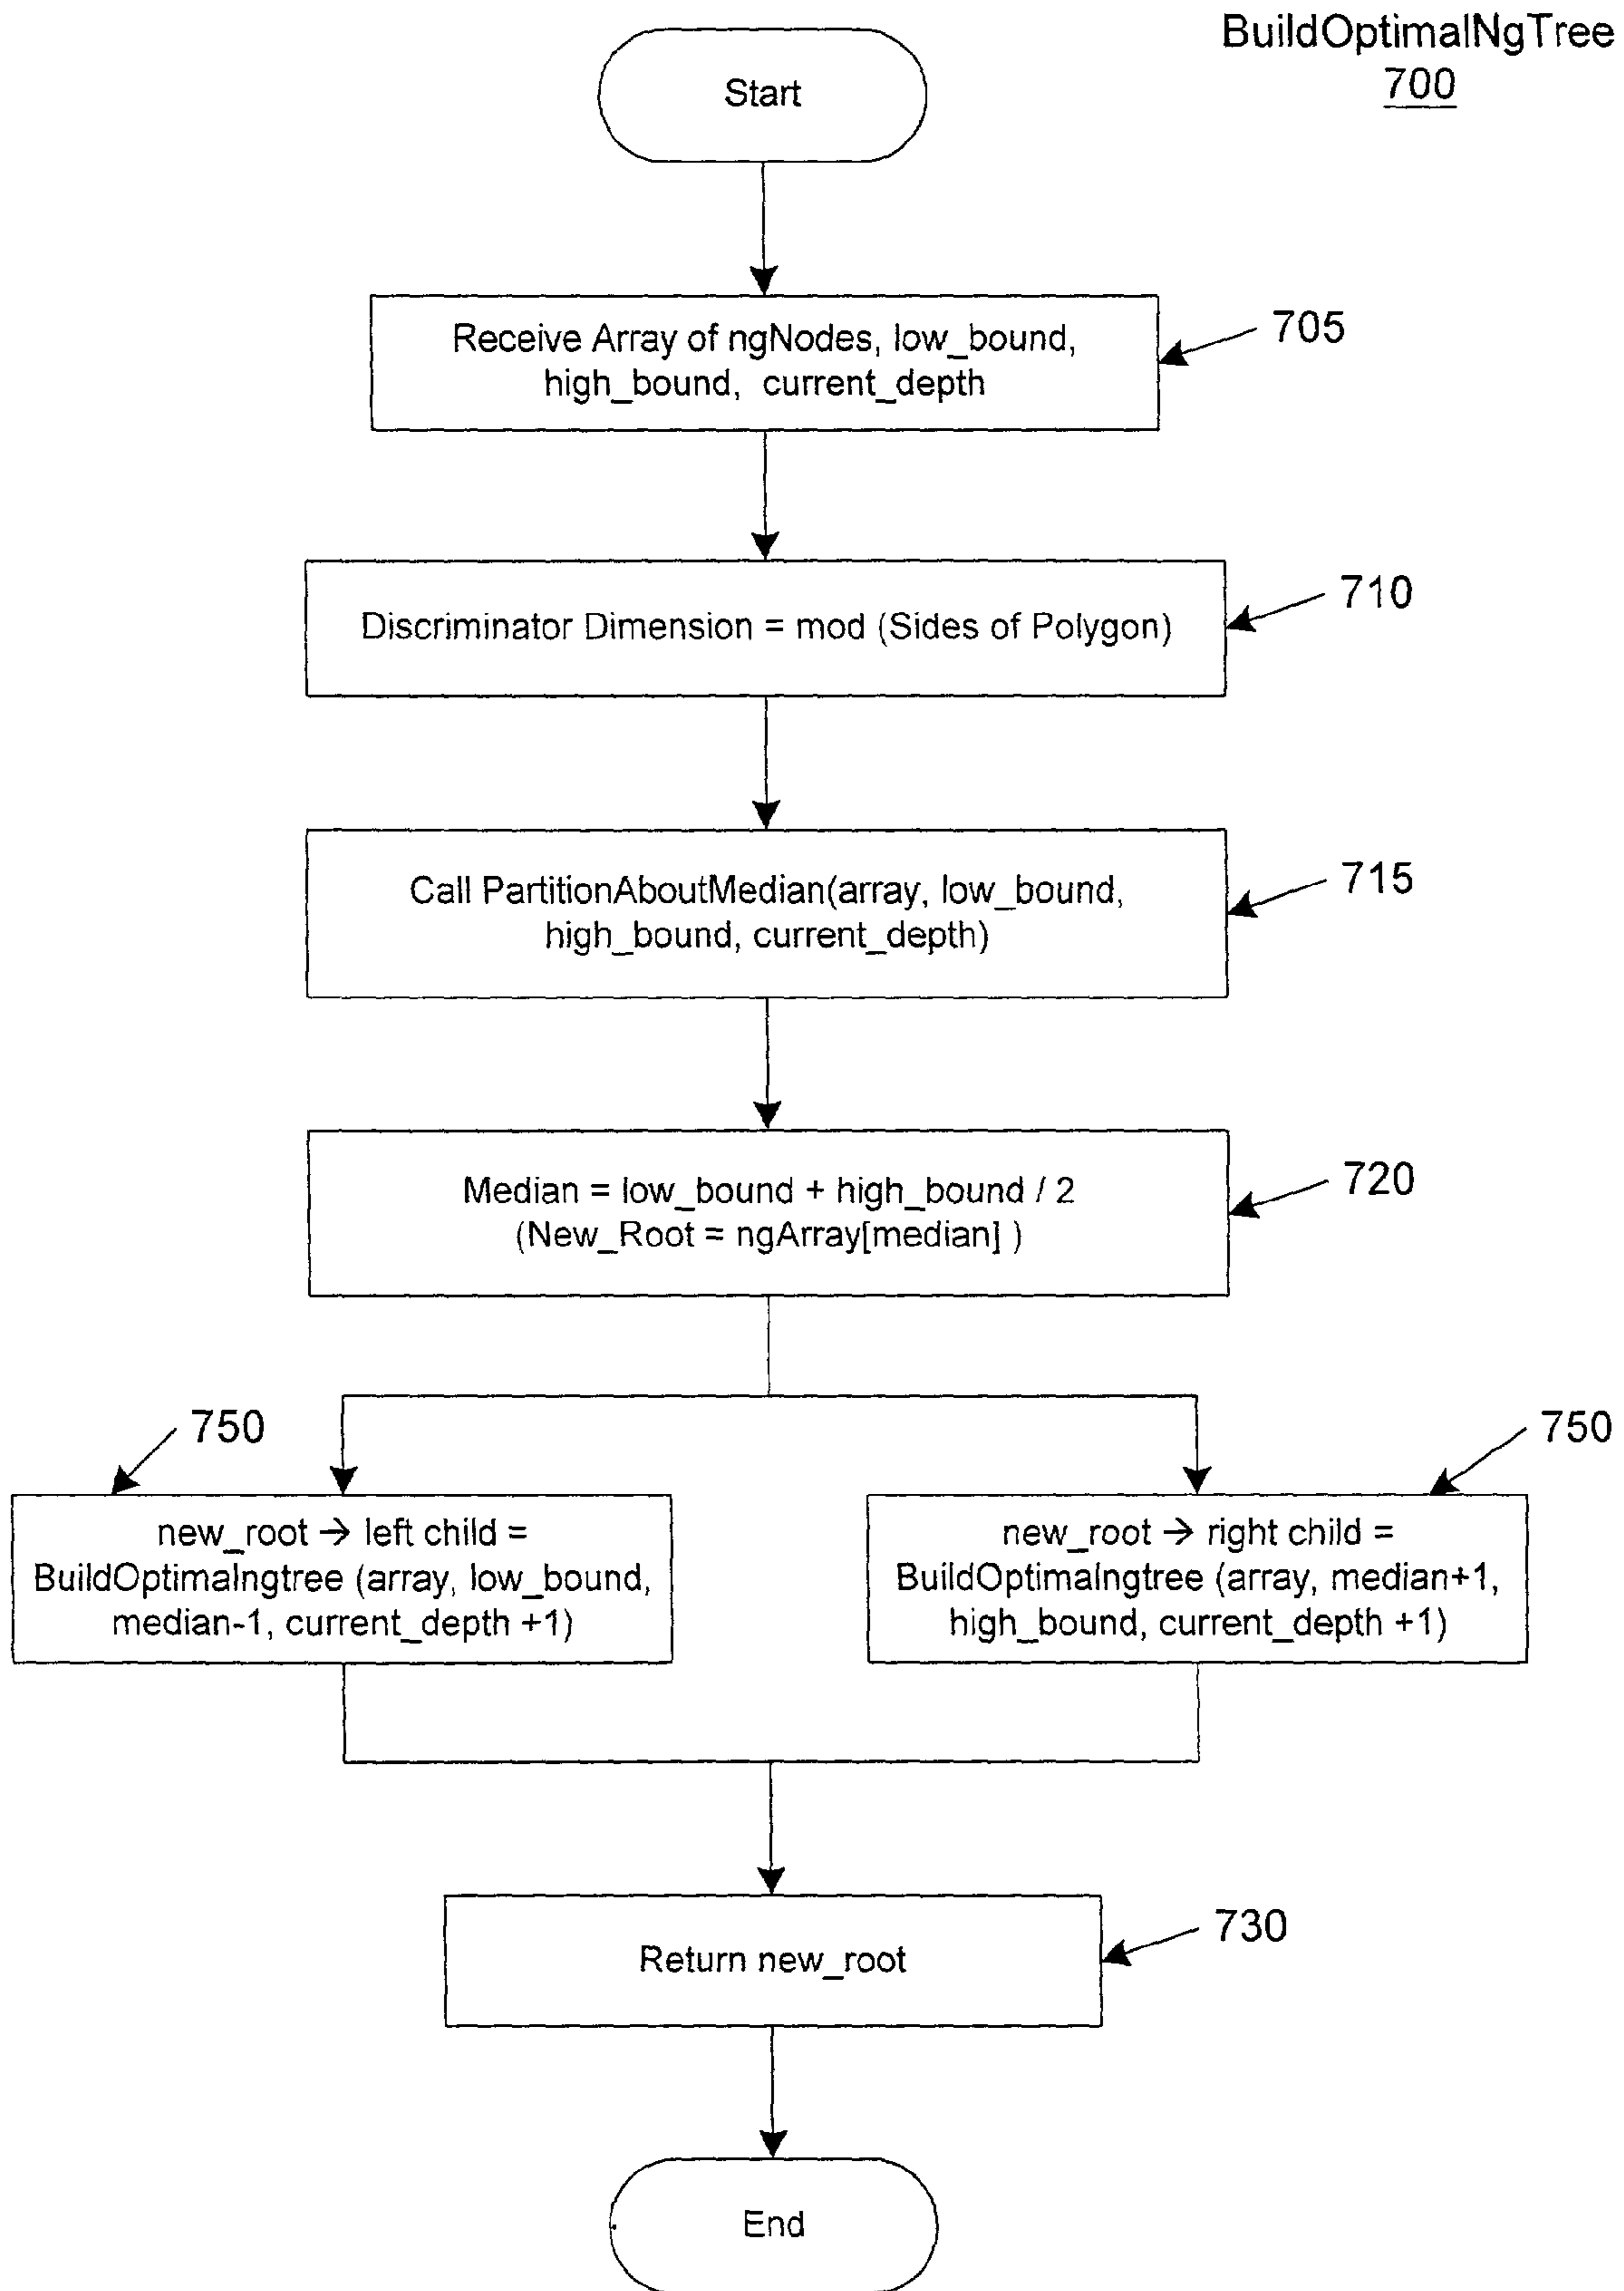 BuildOptimalNgTree
700
Start
Receive Array of ngNodes, low_bound,
high_bound, current_depth
705
Discriminator Dimension = mod (Sides of Polygon)
710
Call PartitionAboutMedian(array, low_bound,
high_bound, current_depth)
715
Median = low_bound + high_bound / 2
(New_Root = ngArray[median] )
720
750
new_root → left child =
BuildOptimalngtree (array, low_bound,
median-1, current_depth +1)
750
new_root → right child =
BuildOptimalngtree (array, median+1,
high_bound, current_depth +1)
Return new_root
730
End